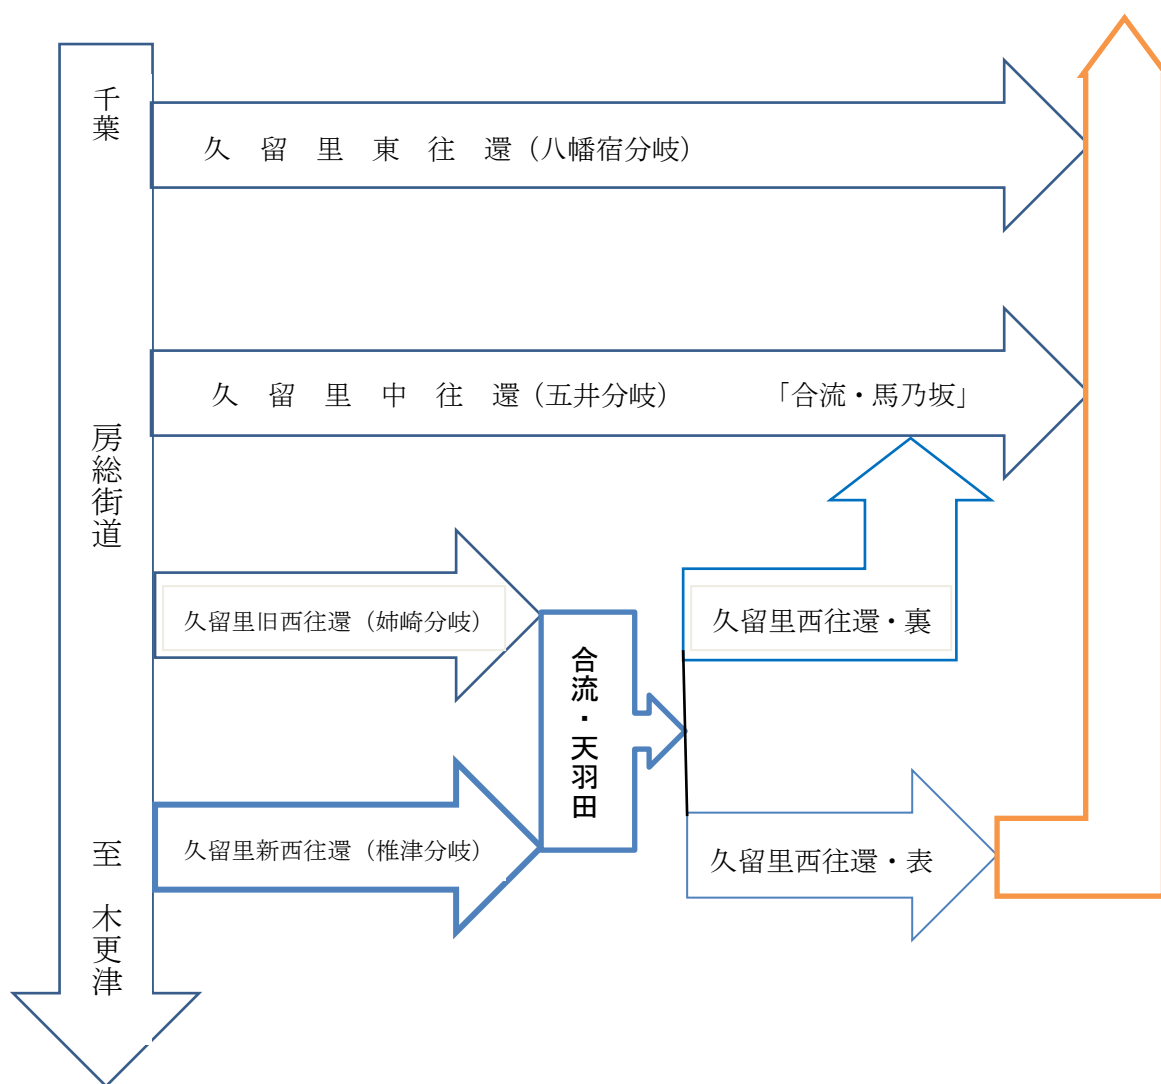 千葉
房総街道
至 木更津
久 留 里 東 往 還（八幡宿分岐）
久 留 里 中 往 還（五井分岐） 「合流・馬乃坂」
久留里旧西往還（姉崎分岐）
久留里新西往還（椎津分岐）
合流・天羽田
久留里西往還・裏
久留里西往還・表